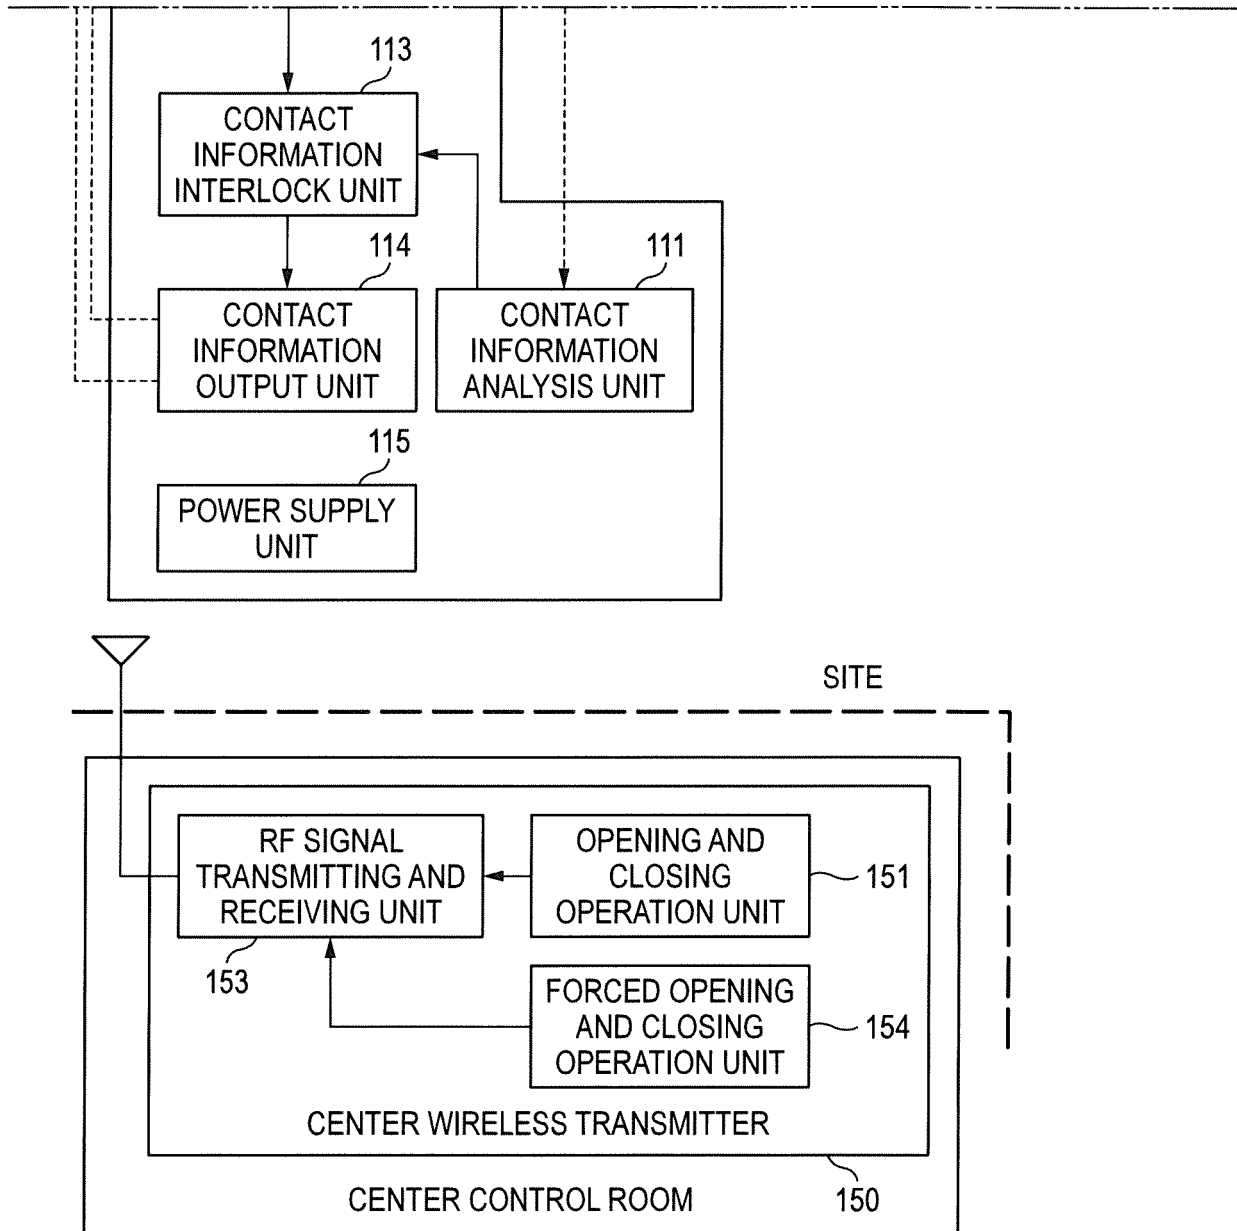 113
CONTACT
INFORMATION
INTERLOCK UNIT
114
CONTACT
INFORMATION
OUTPUT UNIT
111
CONTACT
INFORMATION
ANALYSIS UNIT
115
POWER SUPPLY
UNIT
SITE
RF SIGNAL
TRANSMITTING AND
RECEIVING UNIT
153
OPENING AND
CLOSING
OPERATION UNIT
151
FORCED OPENING
AND CLOSING
OPERATION UNIT
154
CENTER WIRELESS TRANSMITTER
150
CENTER CONTROL ROOM